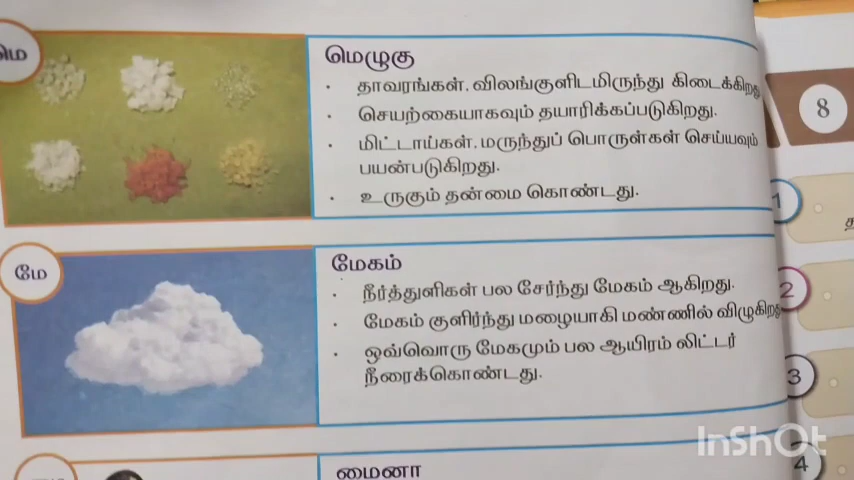 மெ
மெழுகு
• தாவரங்கள், விலங்குளிடமிருந்து கிடைக்கிறது
• செயற்கையாகவும் தயாரிக்கப்படுகிறது.
• மிட்டாய்கள், மருந்துப் பொருள்கள் செய்யவும்
பயன்படுகிறது.
• உருகும் தன்மை கொண்டது.
மே
மேகம்
• நீர்த்துளிகள் பல சேர்ந்து மேகம் ஆகிறது.
• மேகம் குளிர்ந்து மழையாகி மண்ணில் விழுகிறது
• ஒவ்வொரு மேகமும் பல ஆயிரம் லிட்டர்
நீரைக்கொண்டது.
மைனா
8
1
2
3
4
InShOt